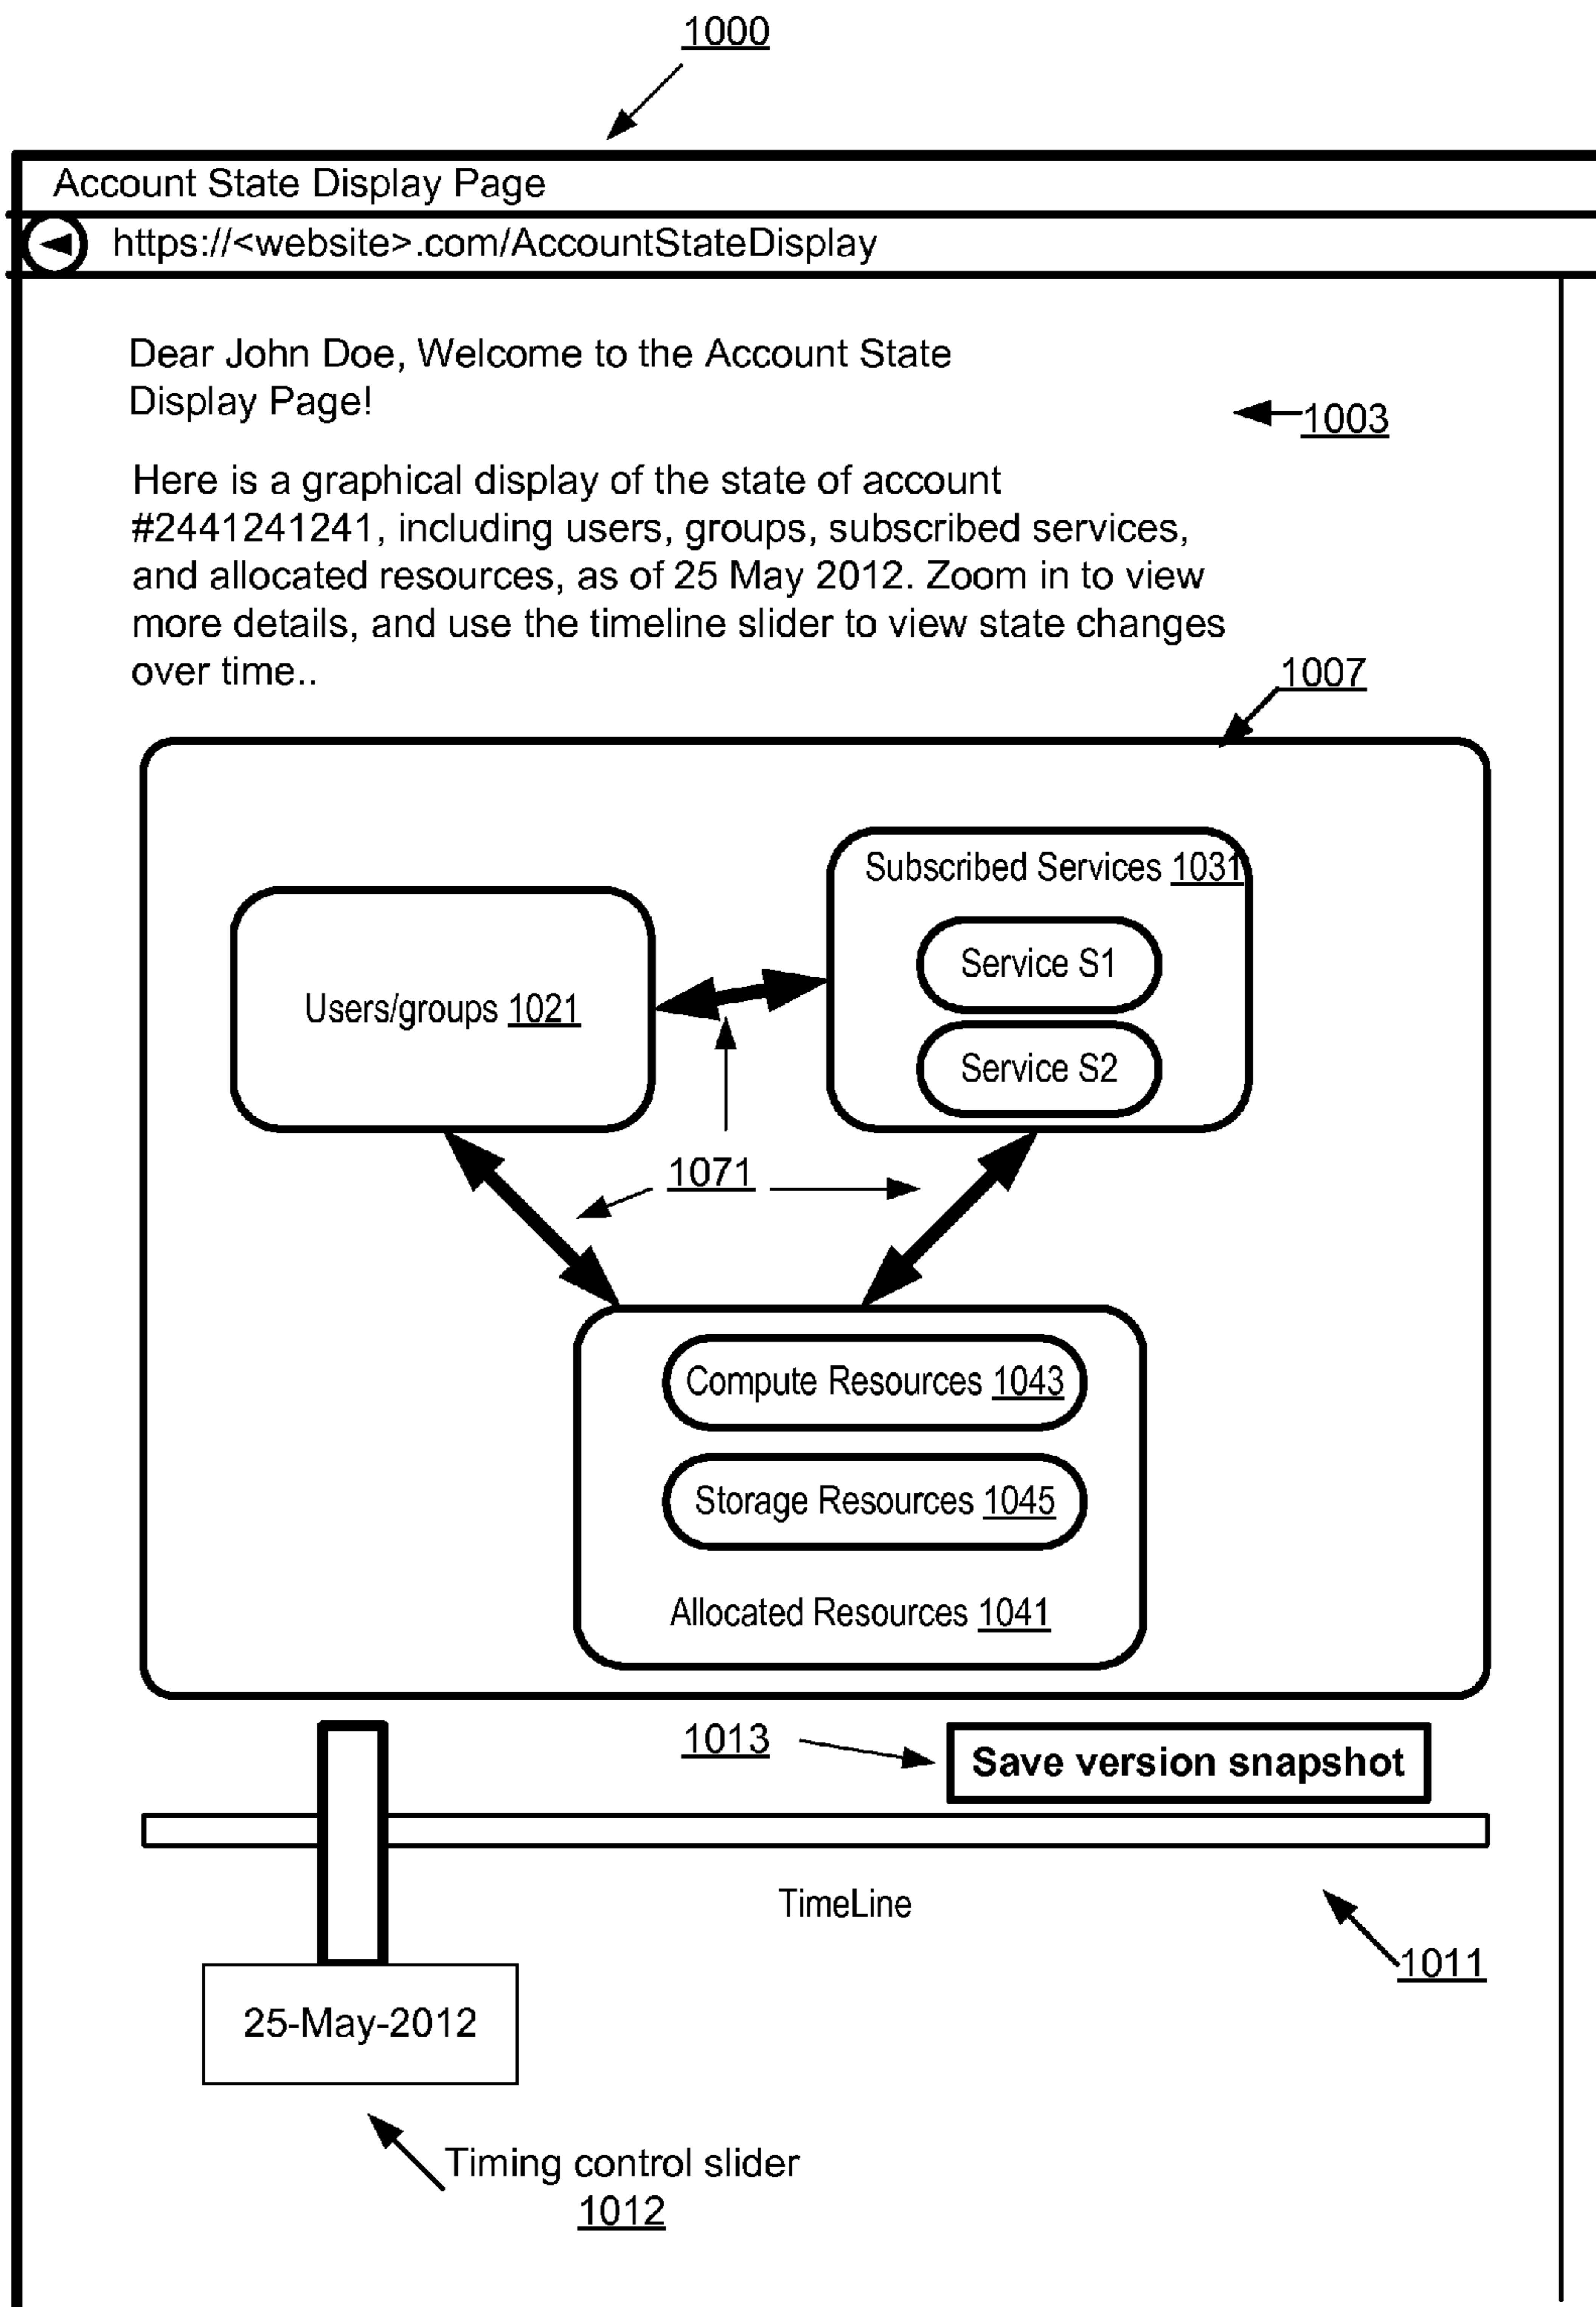 1000
Account State Display Page
https://<website>.com/AccountStateDisplay
Dear John Doe, Welcome to the Account State
Display Page!
1003
Here is a graphical display of the state of account
#2441241241, including users, groups, subscribed services,
and allocated resources, as of 25 May 2012. Zoom in to view
more details, and use the timeline slider to view state changes
over time..
1007
Subscribed Services 1031
Service S1
Users/groups 1021
Service S2
1071
Compute Resources 1043
Storage Resources 1045
Allocated Resources 1041
1013
Save version snapshot
TimeLine
1011
25-May-2012
Timing control slider
1012